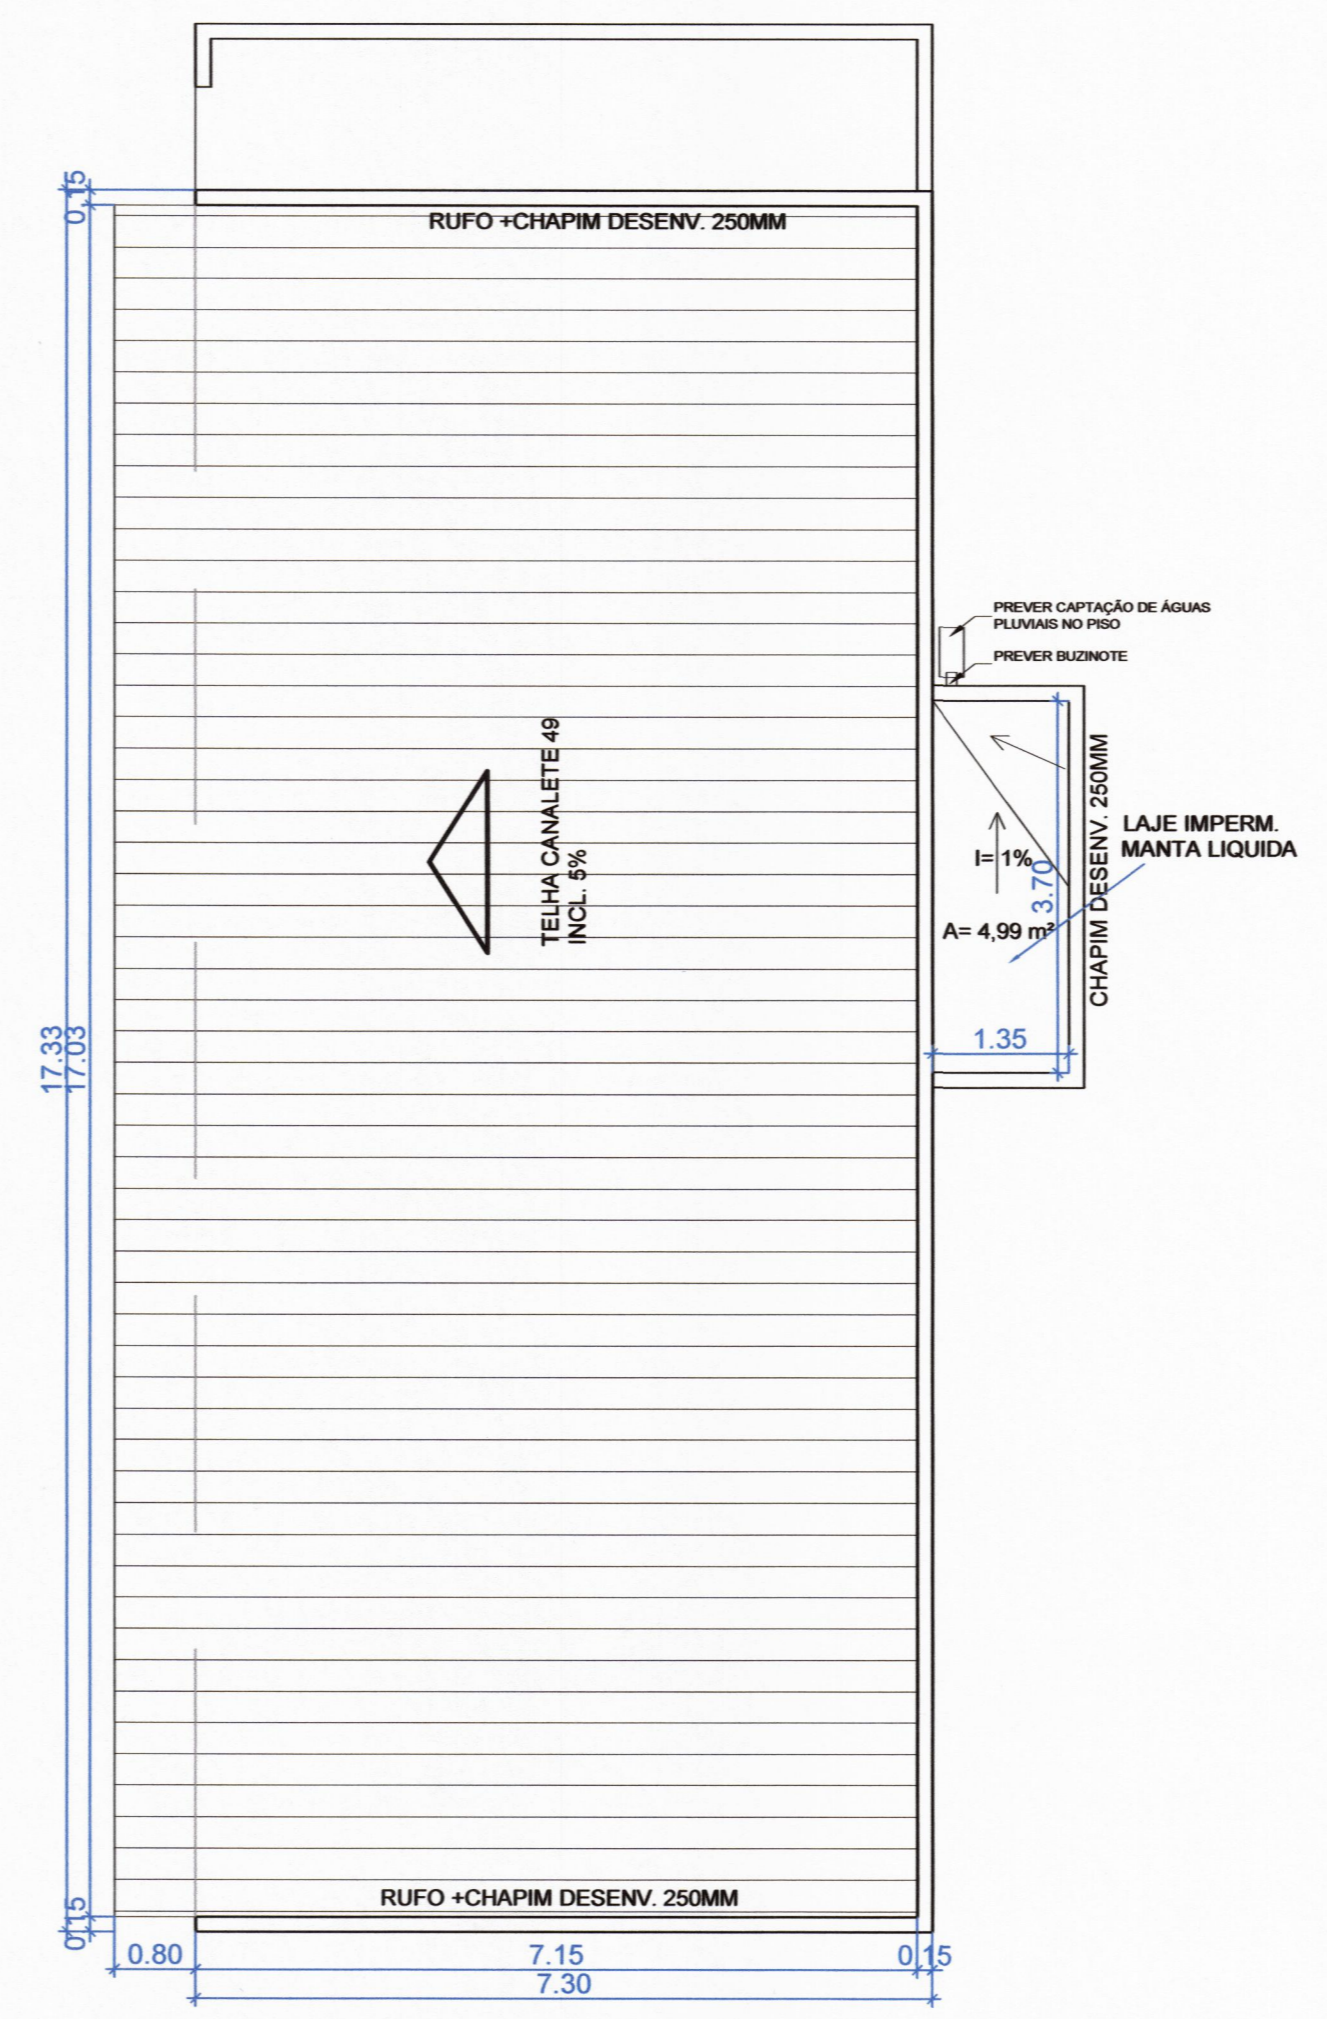 0.15
RUFO +CHAPIM DESENV. 250MM
PREVER CAPTAÇÃO DE ÁGUAS
PLUVIAIS NO PISO
PREVER BUZINOTE
TELHA CANALETE 49
INCL. 5%
CHAPIM DESENV. 250MM
LAJE IMPERM.
MANTA LIQUIDA
I= 1%
3.70
A= 4,99 m²
1.35
17.33
17.03
RUFO +CHAPIM DESENV. 250MM
0.15
0.80
7.15
0.15
7.30